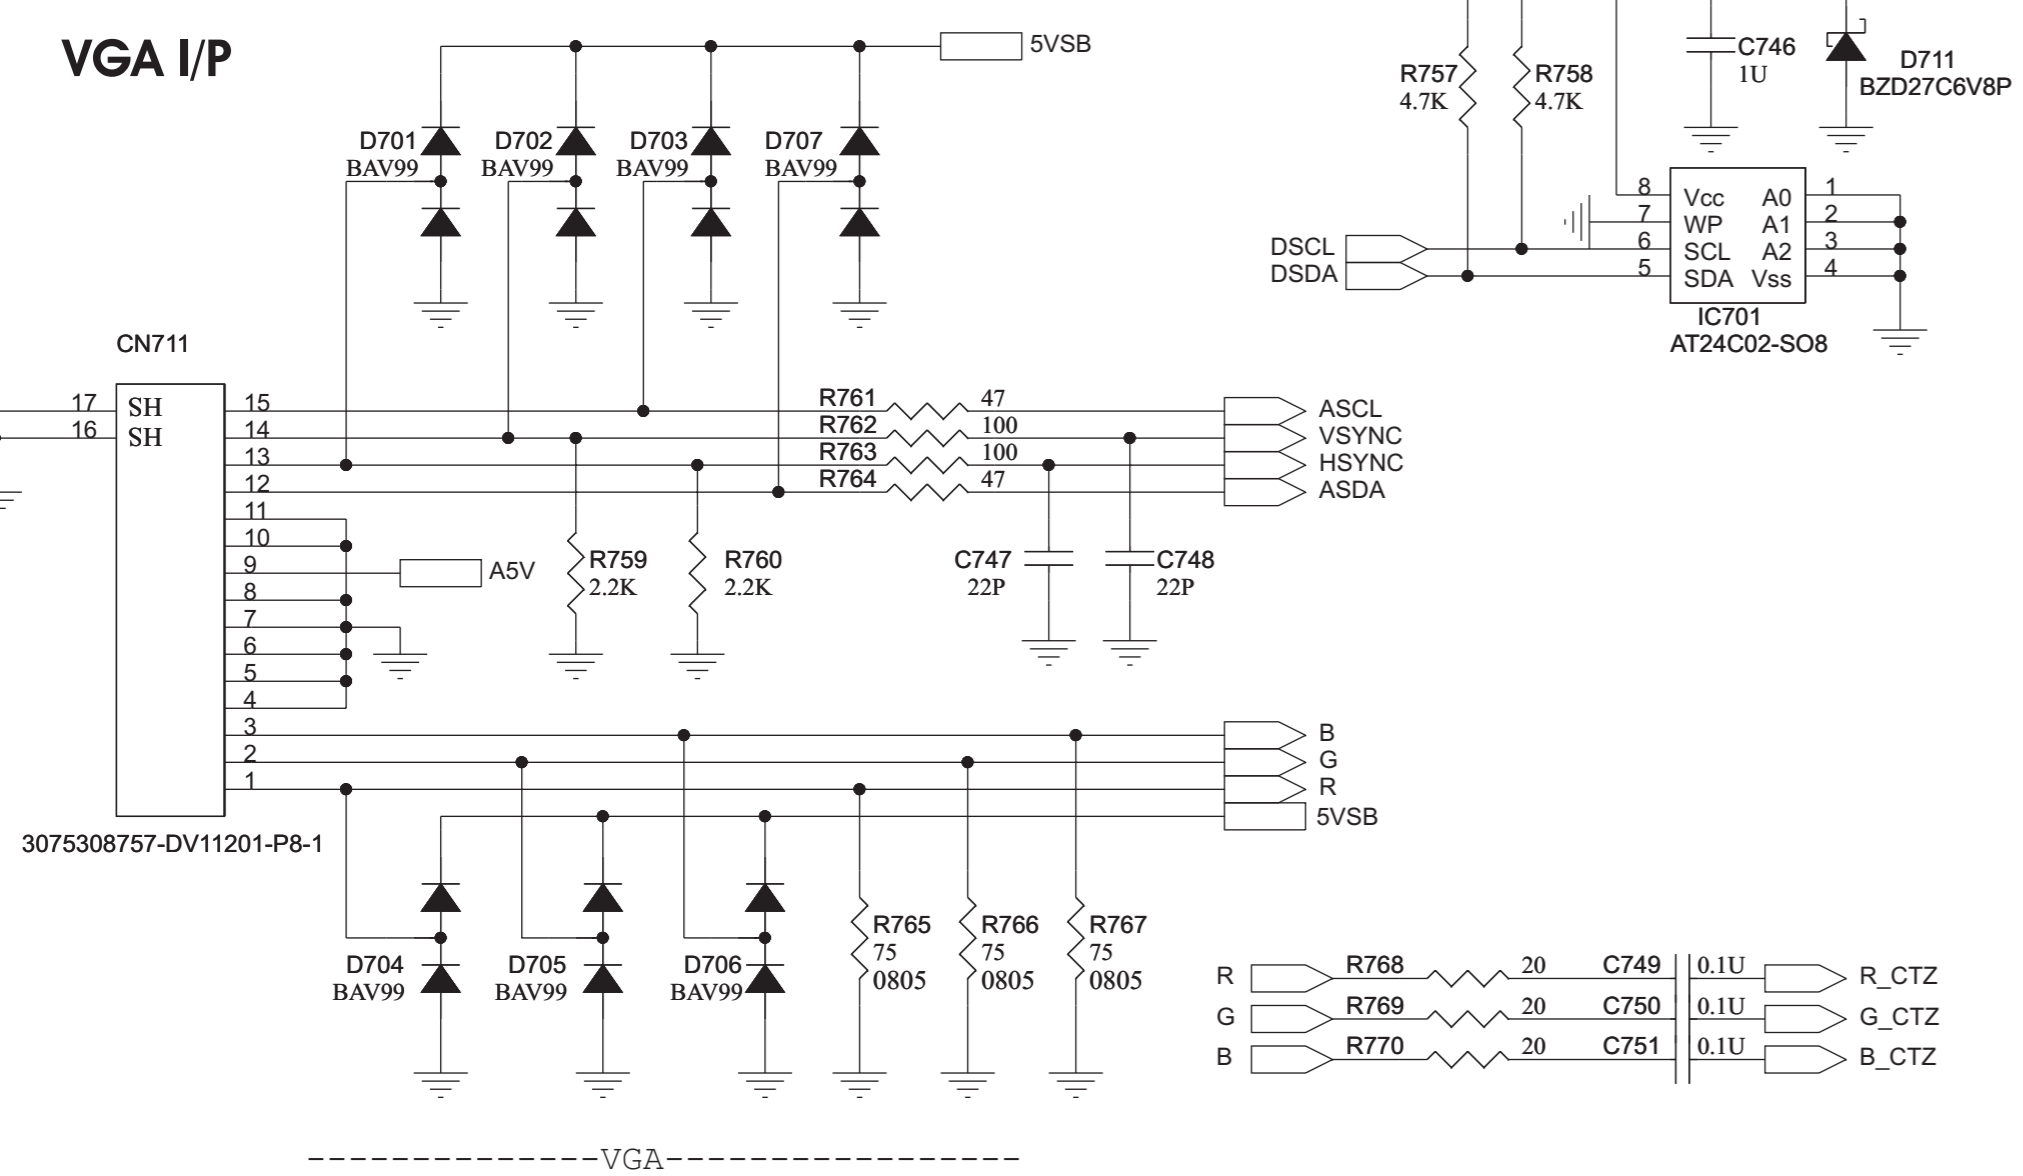 VGA I/P
5VSB
C746
1U
D711
BZD27C6V8P
R757
4.7K
R758
4.7K
D701
BAV99
D702
BAV99
D703
BAV99
D707
BAV99
8 Vcc A0 1
7 WP A1 2
DSCL 6 SCL A2 3
DSDA 5 SDA Vss 4
IC701
AT24C02-SO8
CN711
17 SH 15 R761 47 ASCL
16 SH 14 R762 100 VSYNC
13 R763 100 HSYNC
12 R764 47 ASDA
11
10
9 A5V
8
7
6
5
4
R759
2.2K
R760
2.2K
C747
22P
C748
22P
3 B
2 G
1 R
5VSB
3075308757-DV11201-P8-1
D704
BAV99
D705
BAV99
D706
BAV99
R765
75
0805
R766
75
0805
R767
75
0805
R R768 20 C749 0.1U R_CTZ
G R769 20 C750 0.1U G_CTZ
B R770 20 C751 0.1U B_CTZ
---------------VGA------------------